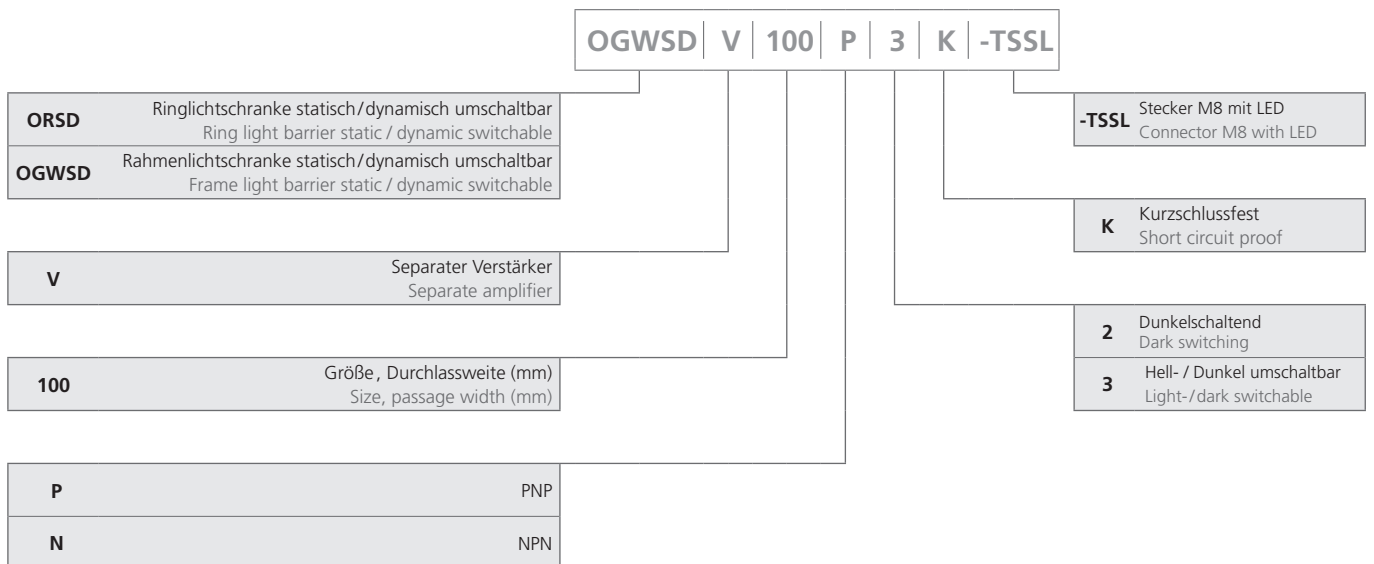 OGWSD V 100 P 3 K -TSSL
ORSD Ringlichtschranke statisch/dynamisch umschaltbar
Ring light barrier static / dynamic switchable
OGWSD Rahmenlichtschranke statisch/dynamisch umschaltbar
Frame light barrier static / dynamic switchable
V Separater Verstärker
Separate amplifier
100 Größe, Durchlassweite (mm)
Size, passage width (mm)
P PNP
N NPN
-TSSL Stecker M8 mit LED
Connector M8 with LED
K Kurzschlussfest
Short circuit proof
2 Dunkelschaltend
Dark switching
3 Hell- / Dunkel umschaltbar
Light-/dark switchable